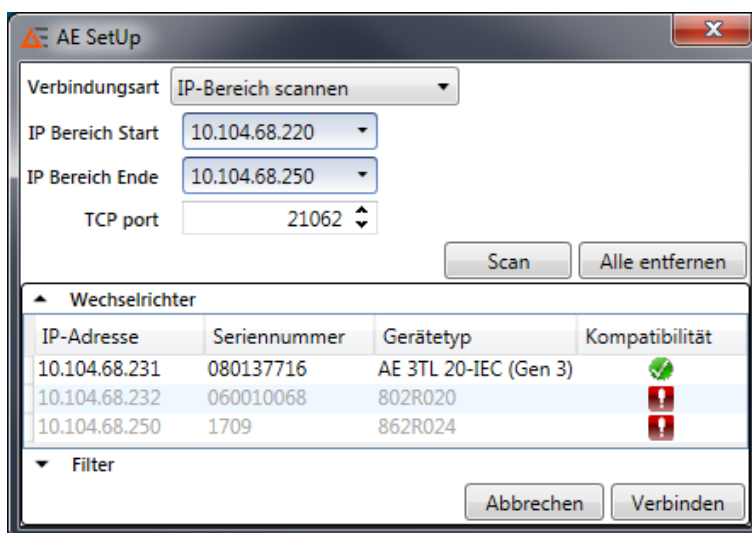 AE SetUp
Verbindungsart IP-Bereich scannen
IP Bereich Start 10.104.68.220
IP Bereich Ende 10.104.68.250
TCP port 21062
Scan Alle entfernen
Wechselrichter
IP-Adresse Seriennummer Gerätetyp Kompatibilität
10.104.68.231 080137716 AE 3TL 20-IEC (Gen 3)
10.104.68.232 060010068 802R020
10.104.68.250 1709 862R024
Filter
Abbrechen Verbinden